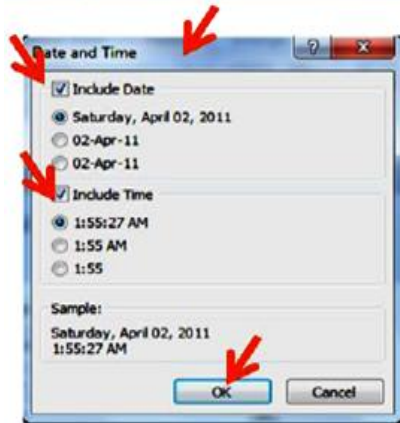 Date and Time
Include Date
Saturday, April 02, 2011
02-Apr-11
02-Apr-11
Include Time
1:55:27 AM
1:55 AM
1:55
Sample:
Saturday, April 02, 2011
1:55:27 AM
OK Cancel